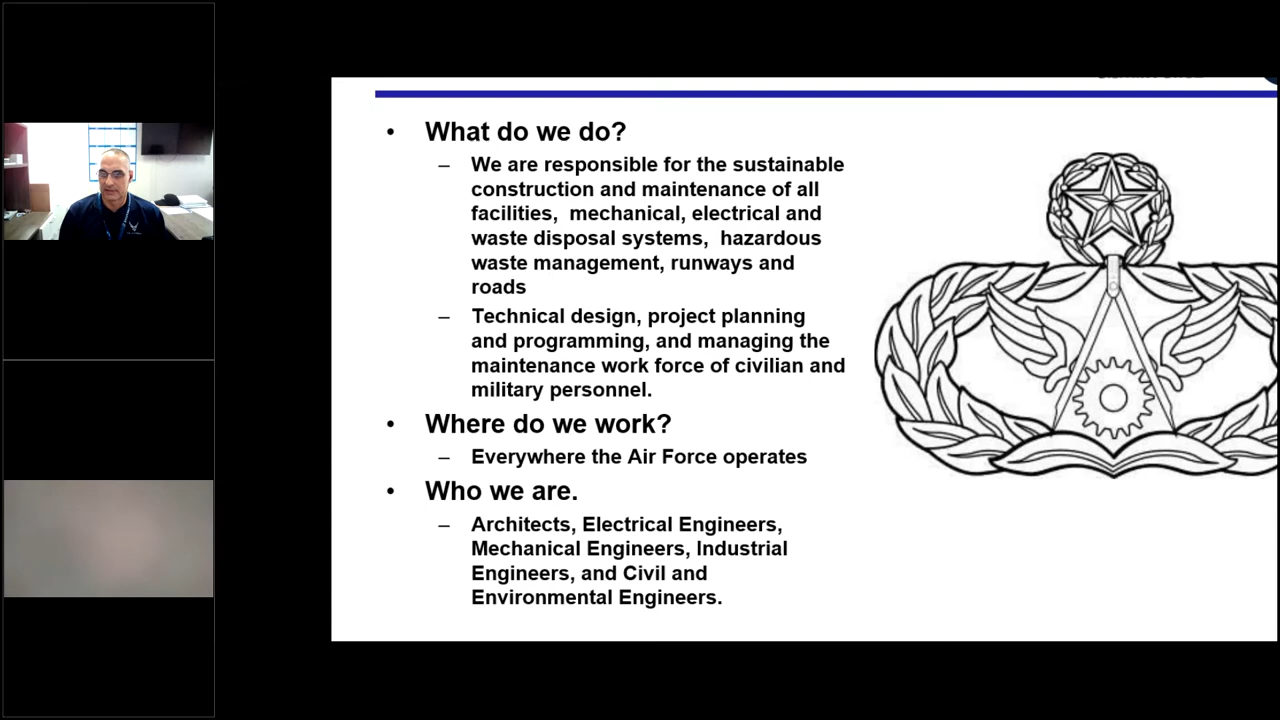 • What do we do?
– We are responsible for the sustainable
construction and maintenance of all
facilities,  mechanical, electrical and
waste disposal systems,  hazardous
waste management, runways and
roads
– Technical design, project planning
and programming, and managing the
maintenance work force of civilian and
military personnel.
• Where do we work?
– Everywhere the Air Force operates
• Who we are.
– Architects, Electrical Engineers,
Mechanical Engineers, Industrial
Engineers, and Civil and
Environmental Engineers.